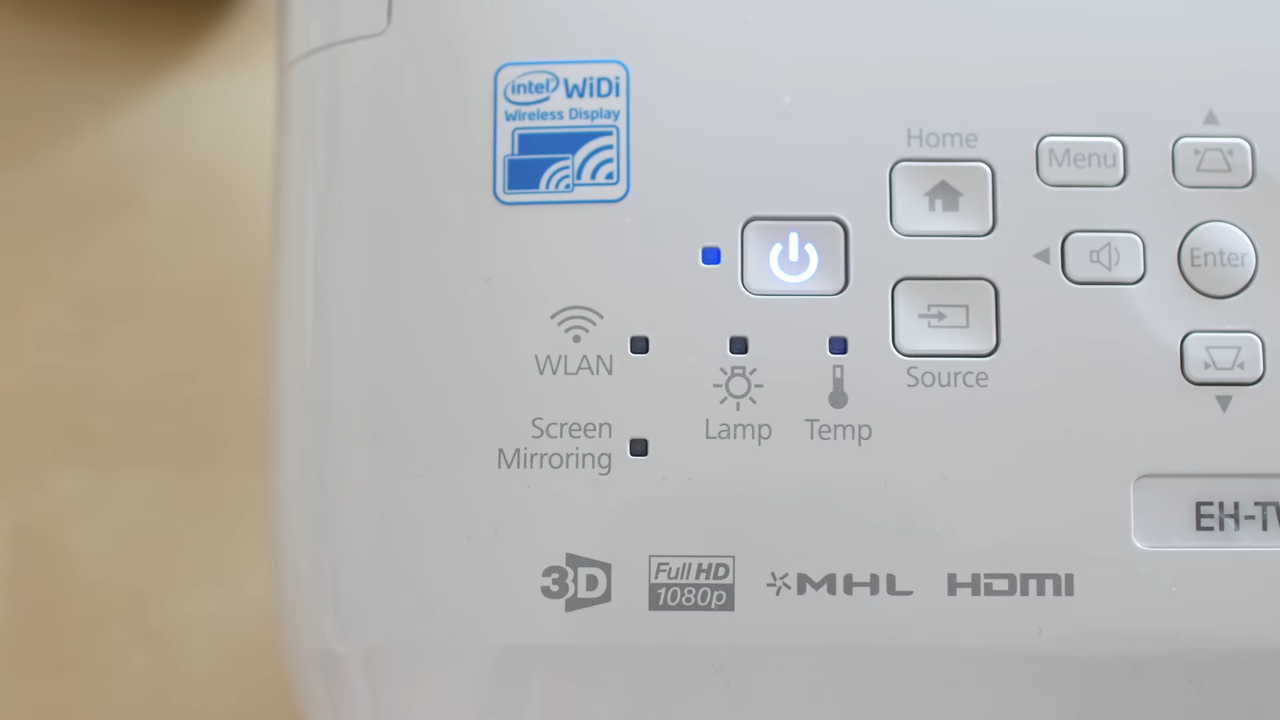 intel WiDi
Wireless Display
Home
Menu
Enter
WLAN
Source
Screen
Mirroring
Lamp
Temp
EH-TW
3D
Full HD
1080p
MHL
HDMI